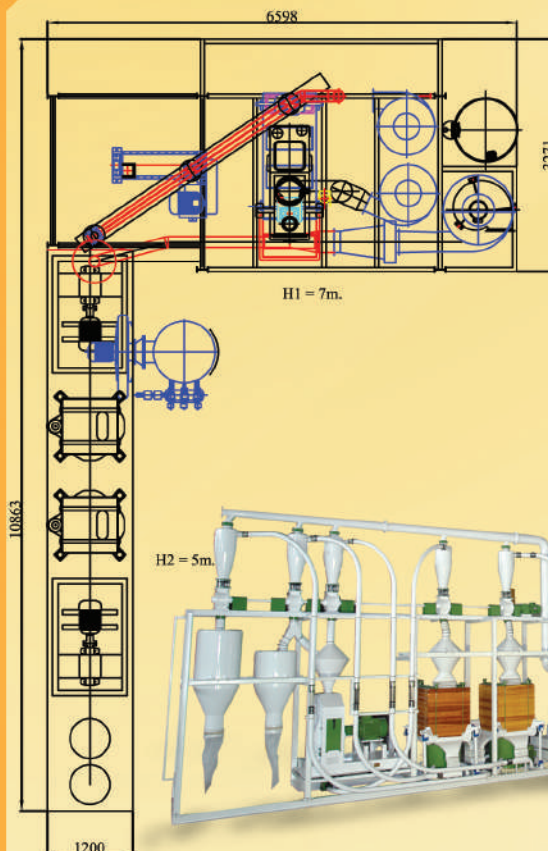 6598
H1 = 7m.
10863
H2 = 5m.
1200